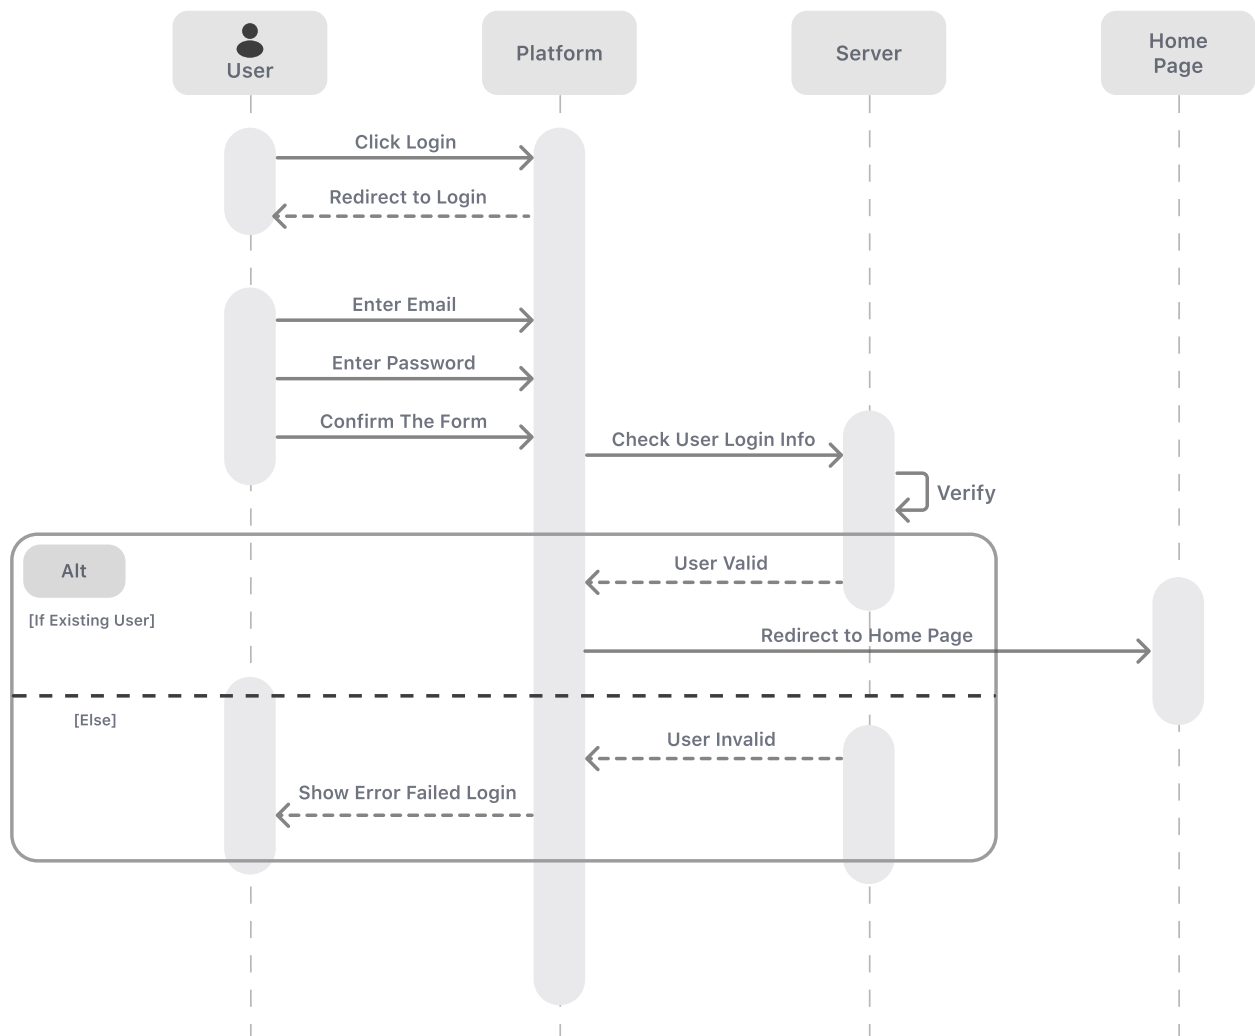 User
Platform
Server
Home
Page
Click Login
Redirect to Login
Enter Email
Enter Password
Confirm The Form
Check User Login Info
Verify
Alt
User Valid
[If Existing User]
Redirect to Home Page
[Else]
User Invalid
Show Error Failed Login